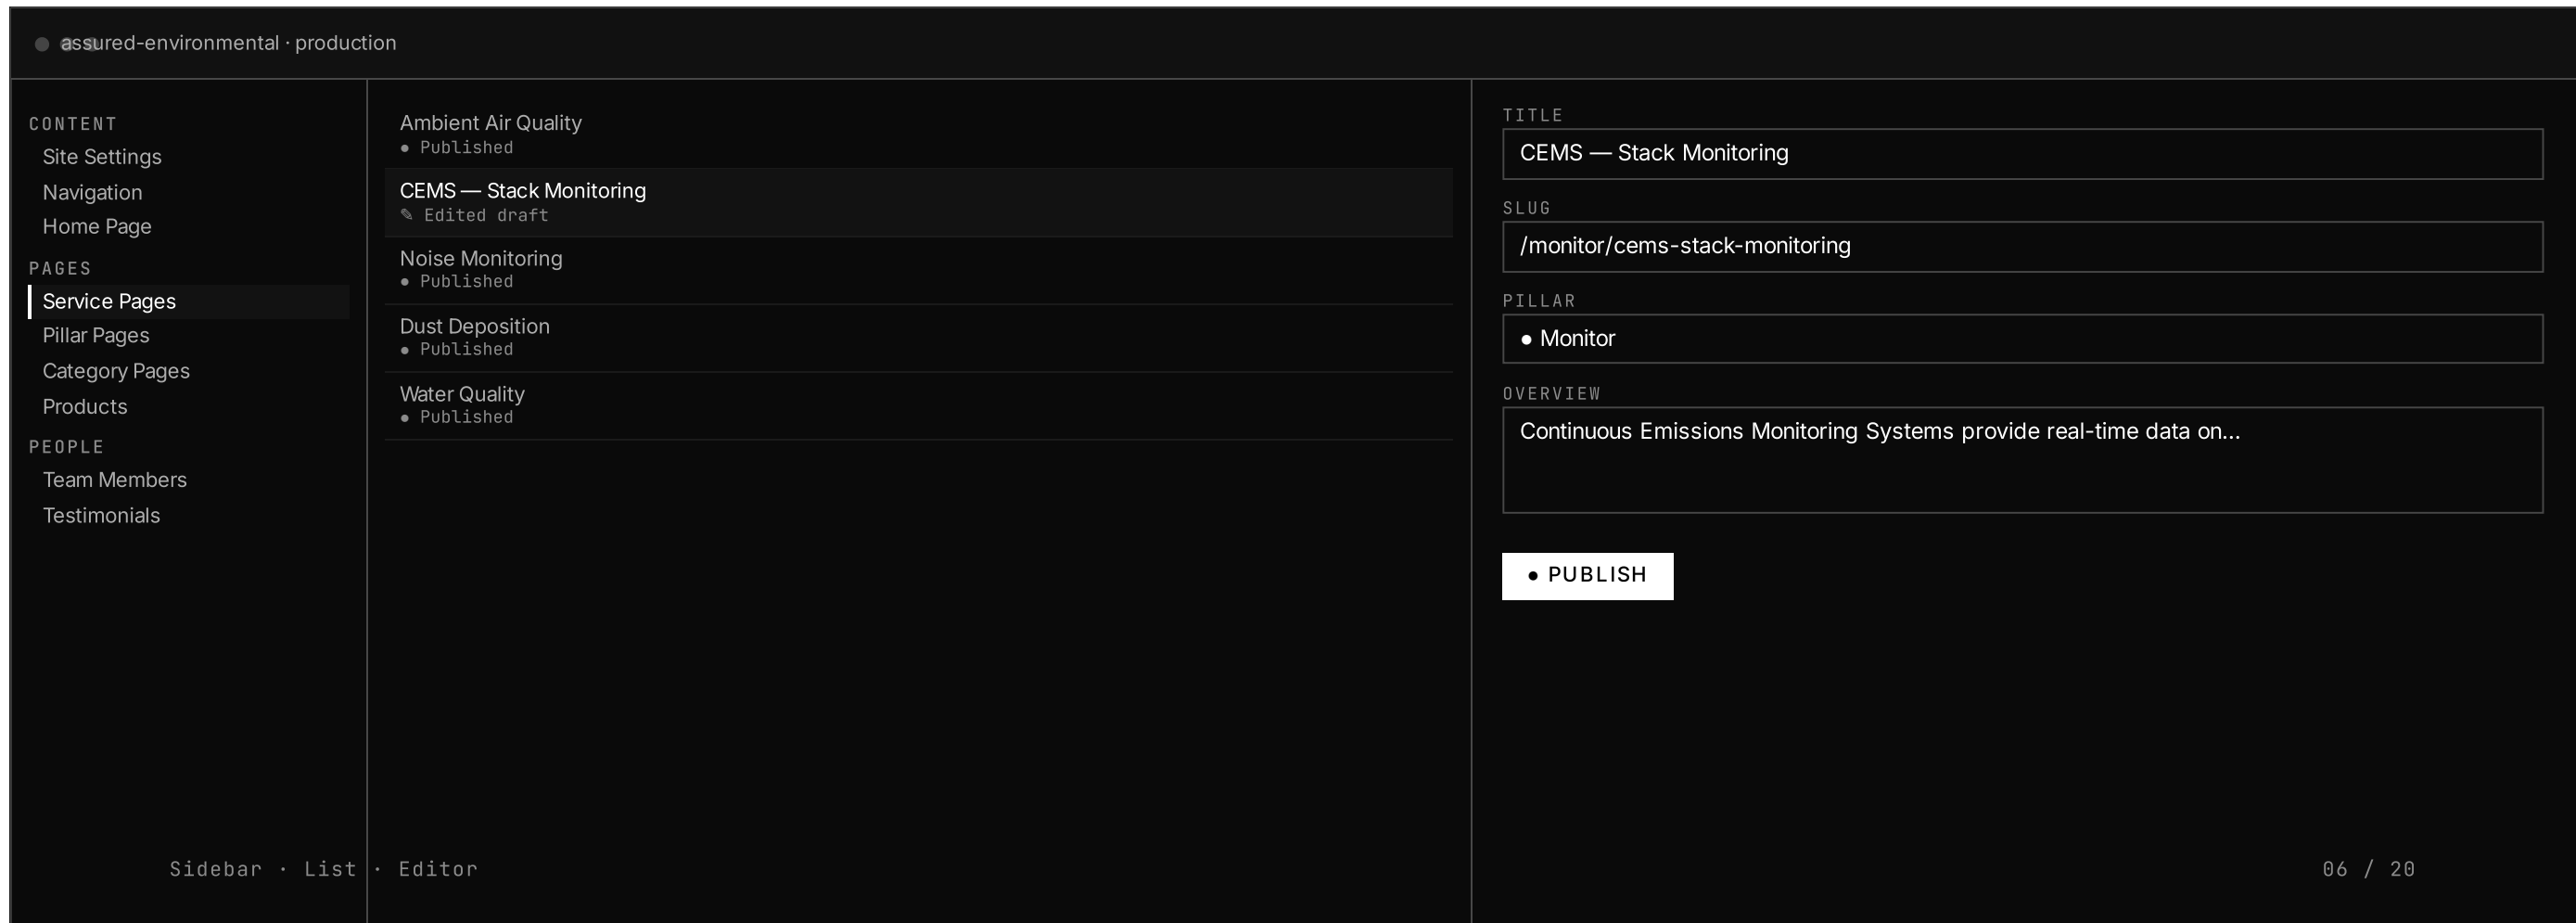 assured-environmental · production
CONTENT
Site Settings
Navigation
Home Page
PAGES
Service Pages
Pillar Pages
Category Pages
Products
PEOPLE
Team Members
Testimonials
Ambient Air Quality
● Published
CEMS — Stack Monitoring
✎ Edited draft
Noise Monitoring
● Published
Dust Deposition
● Published
Water Quality
● Published
TITLE
CEMS — Stack Monitoring
SLUG
/monitor/cems-stack-monitoring
PILLAR
● Monitor
OVERVIEW
Continuous Emissions Monitoring Systems provide real-time data on…
● PUBLISH
Sidebar · List · Editor
06 / 20